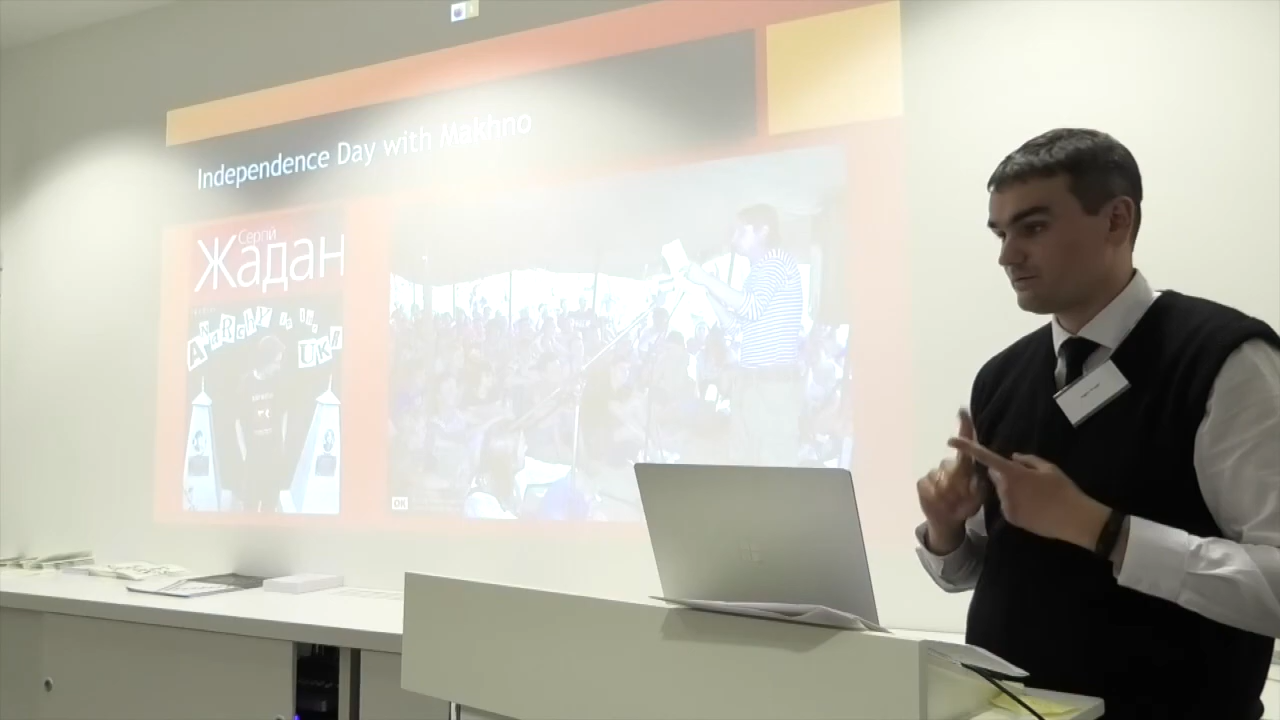 Independence Day with Makhno
Сергій
Жадан
ANARCHY in the
UKR